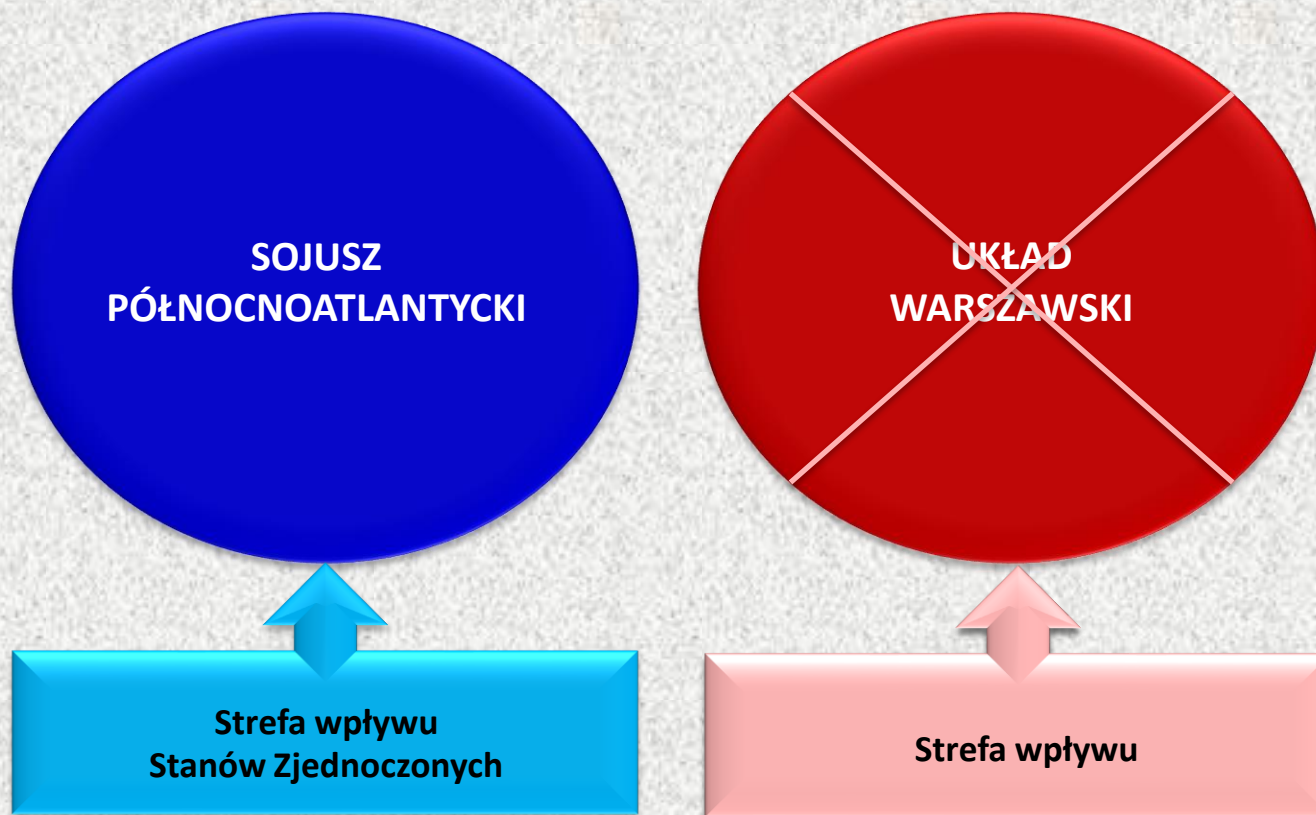 SOJUSZ
PÓŁNOCNOATLANTYCKI
UKŁAD
WARSZAWSKI
Strefa wpływu
Stanów Zjednoczonych
Strefa wpływu